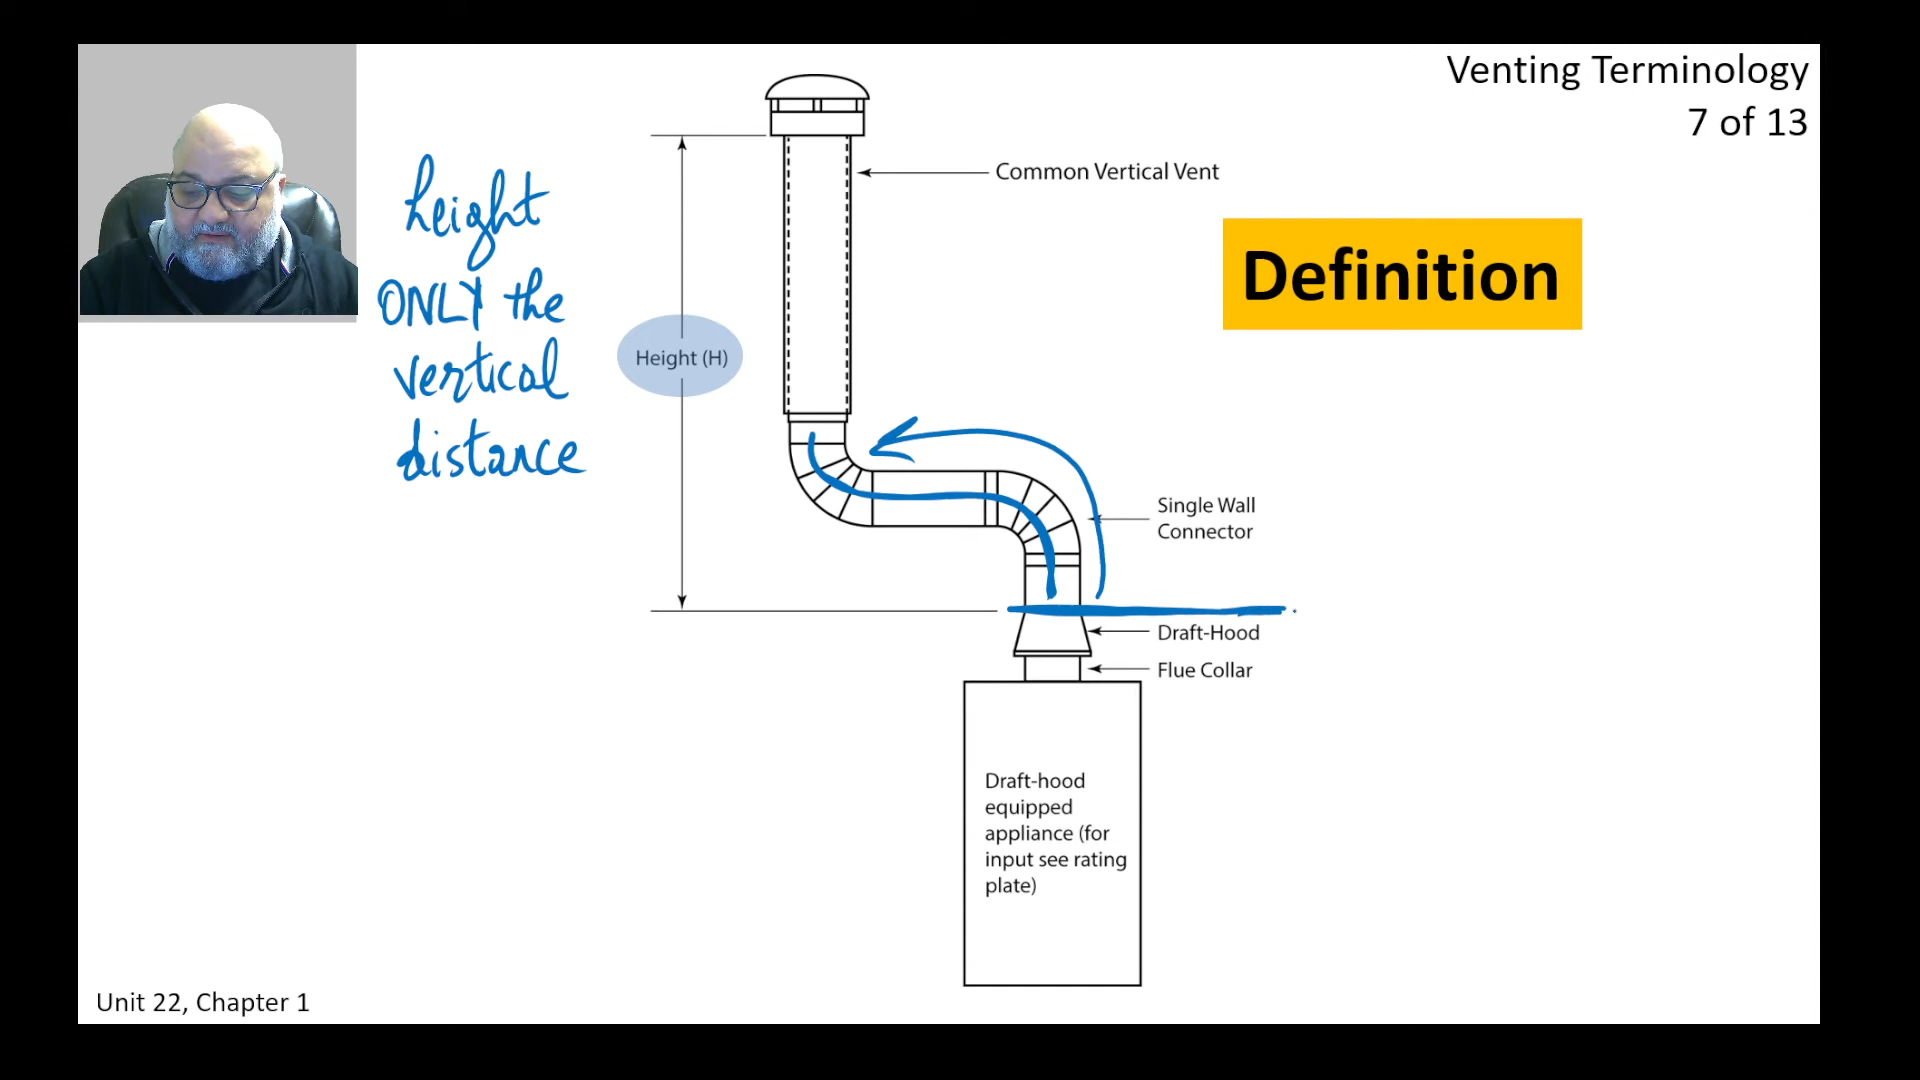 Venting Terminology
7 of 13
Common Vertical Vent
height
ONLY the
vertical
distance
Definition
Height (H)
Single Wall
Connector
Draft-Hood
Flue Collar
Draft-hood
equipped
appliance (for
input see rating
plate)
Unit 22, Chapter 1